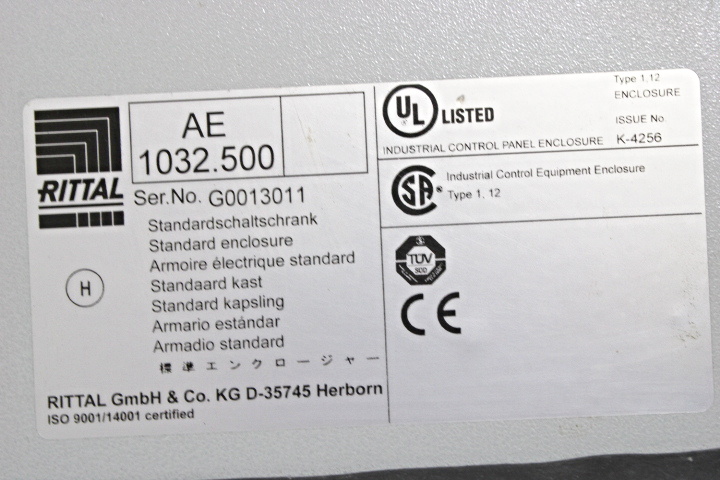 RITTAL
AE
1032.500
Ser.No. G0013011
Standardschaltschrank
Standard enclosure
Armoire électrique standard
Standaard kast
Standard kapsling
Armario estándar
Armadio standard
標準エンクロージャー
H
RITTAL GmbH & Co. KG D-35745 Herborn
ISO 9001/14001 certified
UL LISTED
Type 1,12
ENCLOSURE
ISSUE No.
INDUSTRIAL CONTROL PANEL ENCLOSURE K-4256
SA® Industrial Control Equipment Enclosure
Type 1, 12
TÜV
CE